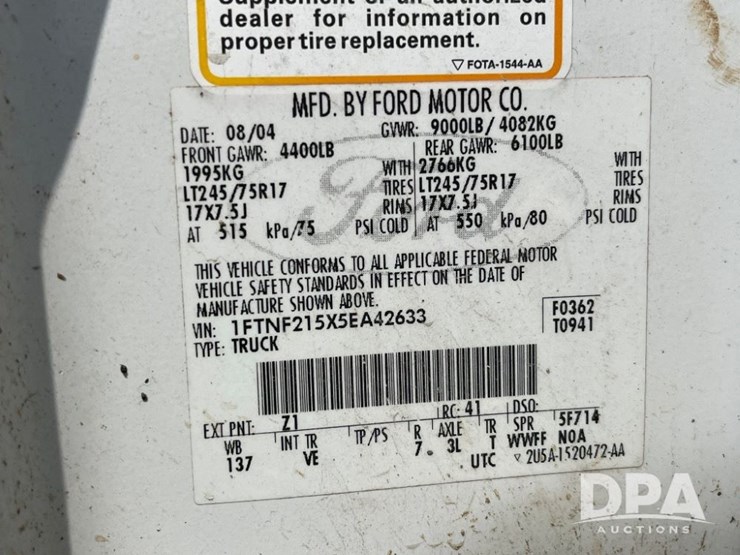 Supplement or an authorized
dealer for information on
proper tire replacement.
▽ FOTA-1544-AA
MFD. BY FORD MOTOR CO.
DATE: 08/04 GVWR: 9000LB/ 4082KG
FRONT GAWR: 4400LB REAR GAWR: 6100LB
1995KG WITH 2766KG WITH
LT245/75R17 TIRES LT245/75R17 TIRES
17X7.5J RIMS 17X7.5J RIMS
AT 515 kPa/75 PSI COLD AT 550 kPa/80 PSI COLD
Ford
THIS VEHICLE CONFORMS TO ALL APPLICABLE FEDERAL MOTOR
VEHICLE SAFETY STANDARDS IN EFFECT ON THE DATE OF
MANUFACTURE SHOWN ABOVE.
VIN: 1FTNF215X5EA42633 F0362
TYPE: TRUCK T0941
EXT PNT: Z1 RC: 41 DSO:
WB INT TR TP/PS R AXLE TR SPR 5F714
137 VE 7. 3L T WWFF NOA
UTC ▽ 2U5A-1520472-AA
DPA
AUCTIONS